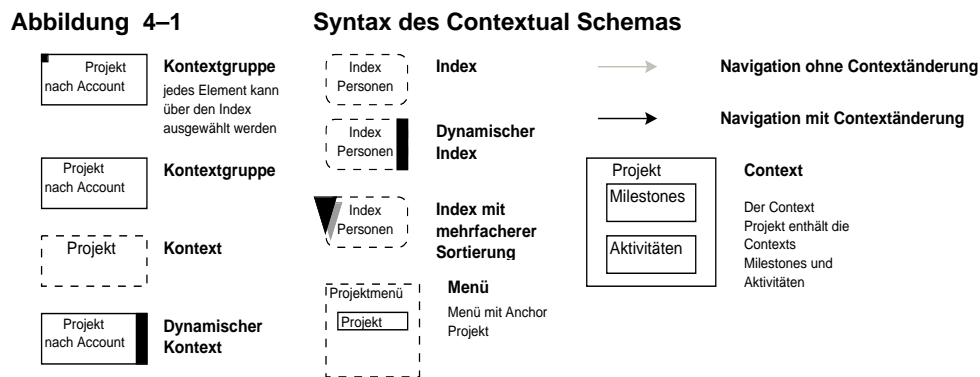 Abbildung 4–1 Syntax des Contextual Schemas
Projekt
nach Account
Kontextgruppe
jedes Element kann
über den Index
ausgewählt werden
Projekt
nach Account
Kontextgruppe
Projekt
Kontext
Projekt
nach Account
Dynamischer
Kontext
Index
Personen
Index
Index
Personen
Dynamischer
Index
Index
Personen
Index mit
mehrfacherer
Sortierung
Projektmenü
Projekt
Menü
Menü mit Anchor
Projekt
Navigation ohne Contextänderung
Navigation mit Contextänderung
Projekt
Milestones
Aktivitäten
Context
Der Context
Projekt enthält die
Contexts
Milestones und
Aktivitäten